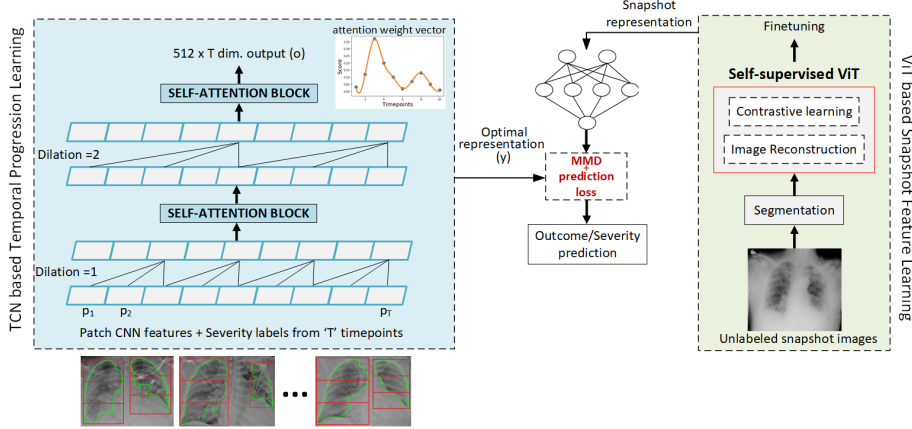 TCN based Temporal Progression Learning
512 x T dim. output (o)
attention weight vector
Score
Timepoints
SELF-ATTENTION BLOCK
Dilation =2
SELF-ATTENTION BLOCK
Dilation =1
p1
p2
pT
Patch CNN features + Severity labels from ‘T’ timepoints
Optimal
representation
(y)
Snapshot
representation
MMD
+
prediction
loss
Outcome/Severity
prediction
Finetuning
Self-supervised ViT
Contrastive learning
Image Reconstruction
Segmentation
Unlabeled snapshot images
ViT based Snapshot Feature Learning